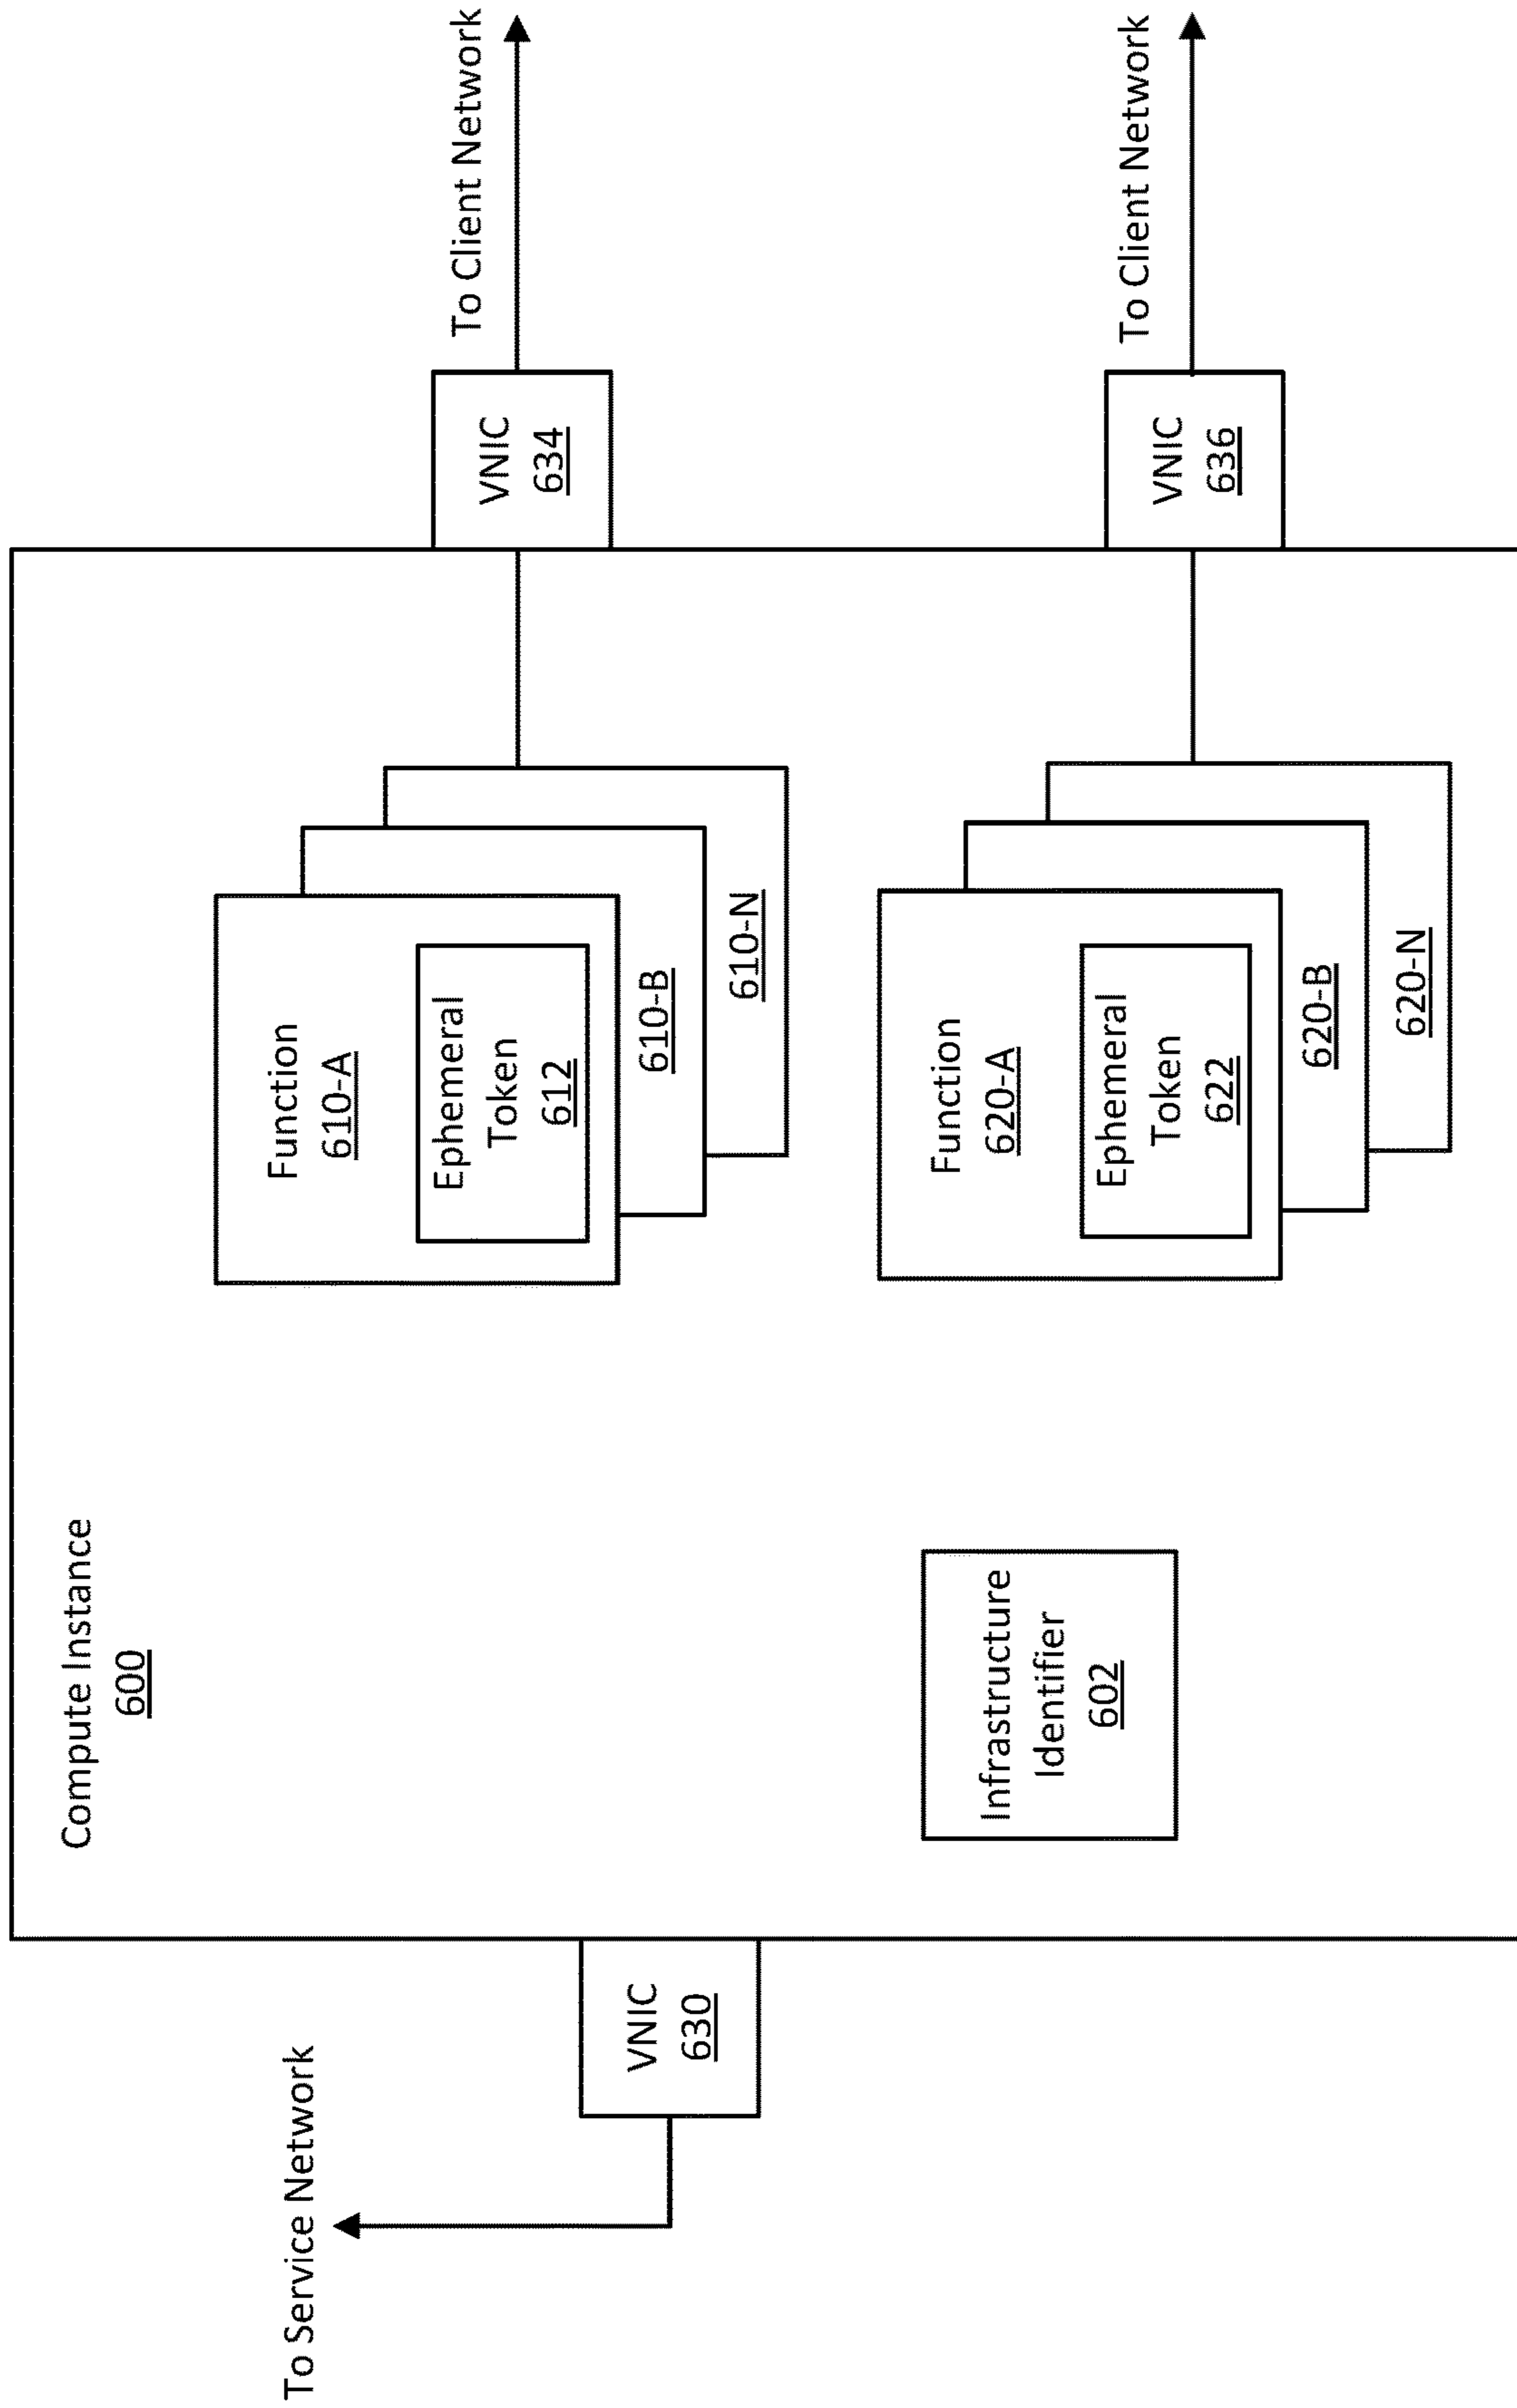 Compute Instance
600
To Service Network
VNIC
630
Infrastructure
Identifier
602
Function
610-A
Ephemeral
Token
612
610-B
610-N
VNIC
634
To Client Network
Function
620-A
Ephemeral
Token
622
620-B
620-N
VNIC
636
To Client Network